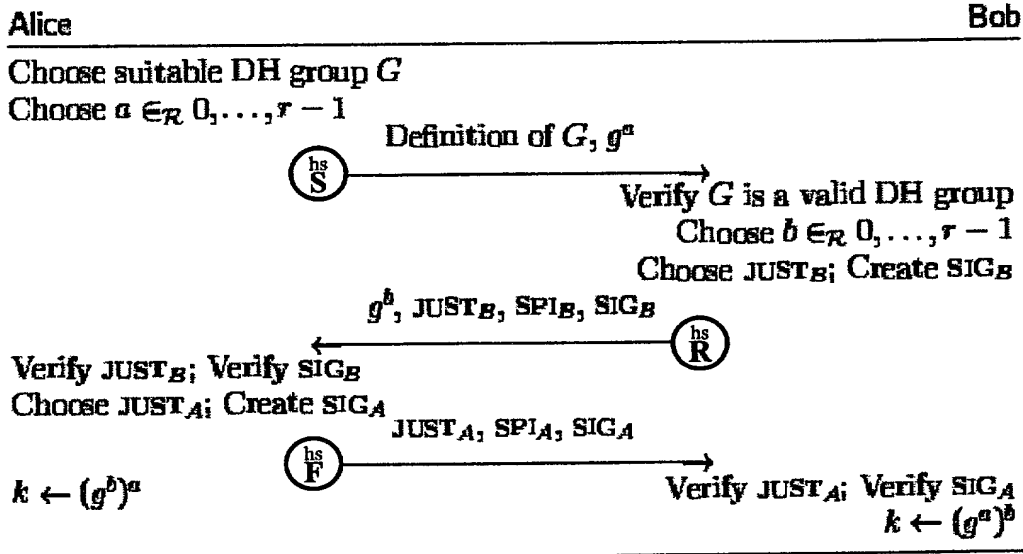 Alice
Bob
Choose suitable DH group G
Choose a ∈_R 0,…,r − 1
Definition of G, g^a
hs
S
Verify G is a valid DH group
Choose b ∈_R 0,…,r − 1
Choose JUST_B; Create SIG_B
g^b, JUST_B, SPI_B, SIG_B
hs
R
Verify JUST_B; Verify SIG_B
Choose JUST_A; Create SIG_A
JUST_A, SPI_A, SIG_A
hs
F
k ← (g^b)^a
Verify JUST_A; Verify SIG_A
k ← (g^a)^b